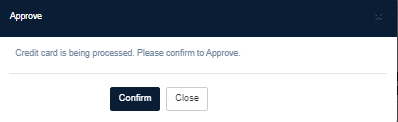 Approve
Credit card is being processed. Please confirm to Approve.
Confirm Close